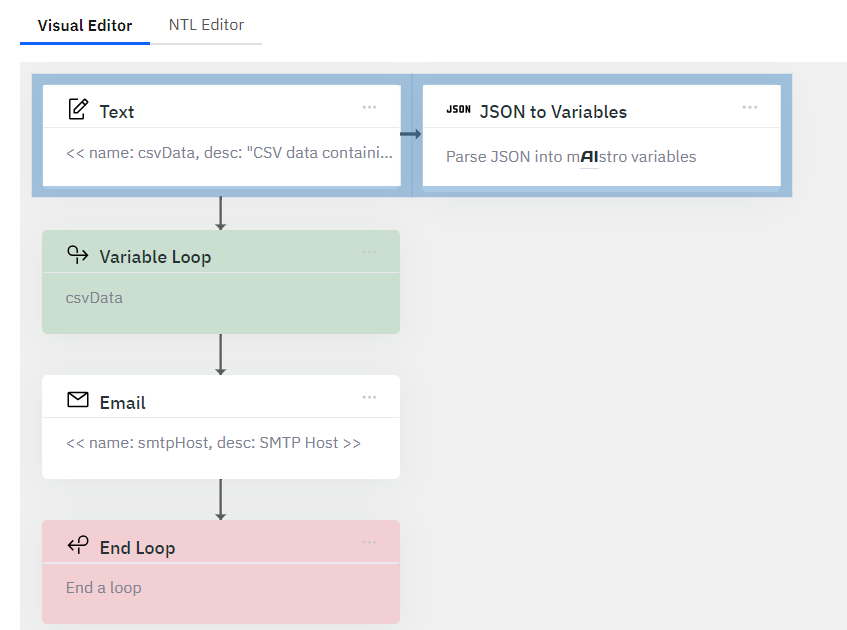 Visual Editor NTL Editor
Text
<< name: csvData, desc: "CSV data containi...
JSON JSON to Variables
Parse JSON into mAIstro variables
Variable Loop
csvData
Email
<< name: smtpHost, desc: SMTP Host >>
End Loop
End a loop